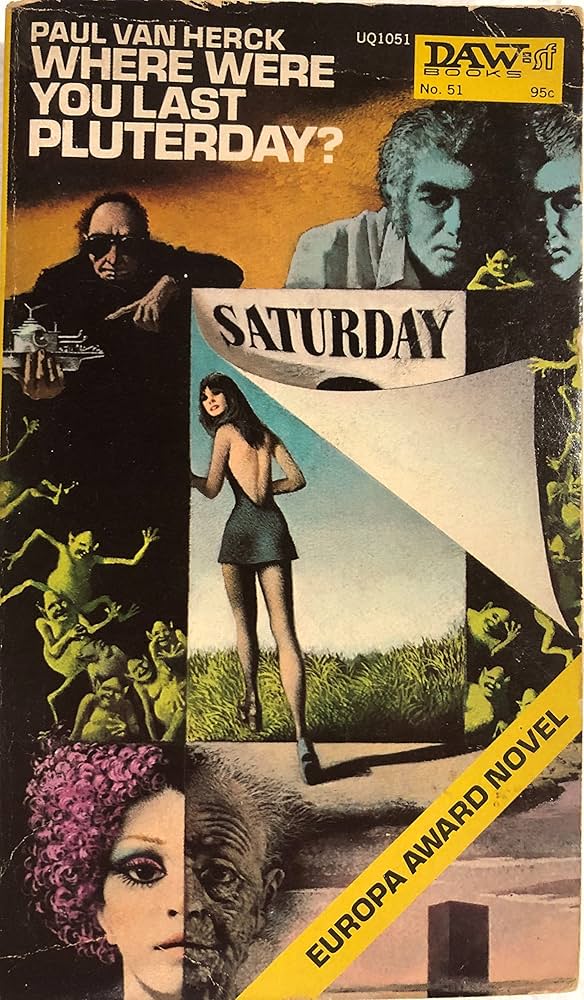 PAUL VAN HERCK
WHERE WERE
YOU LAST
PLUTERDAY?
UQ1051
DAW sf
BOOKS
No. 51 95c
SATURDAY
EUROPA AWARD NOVEL